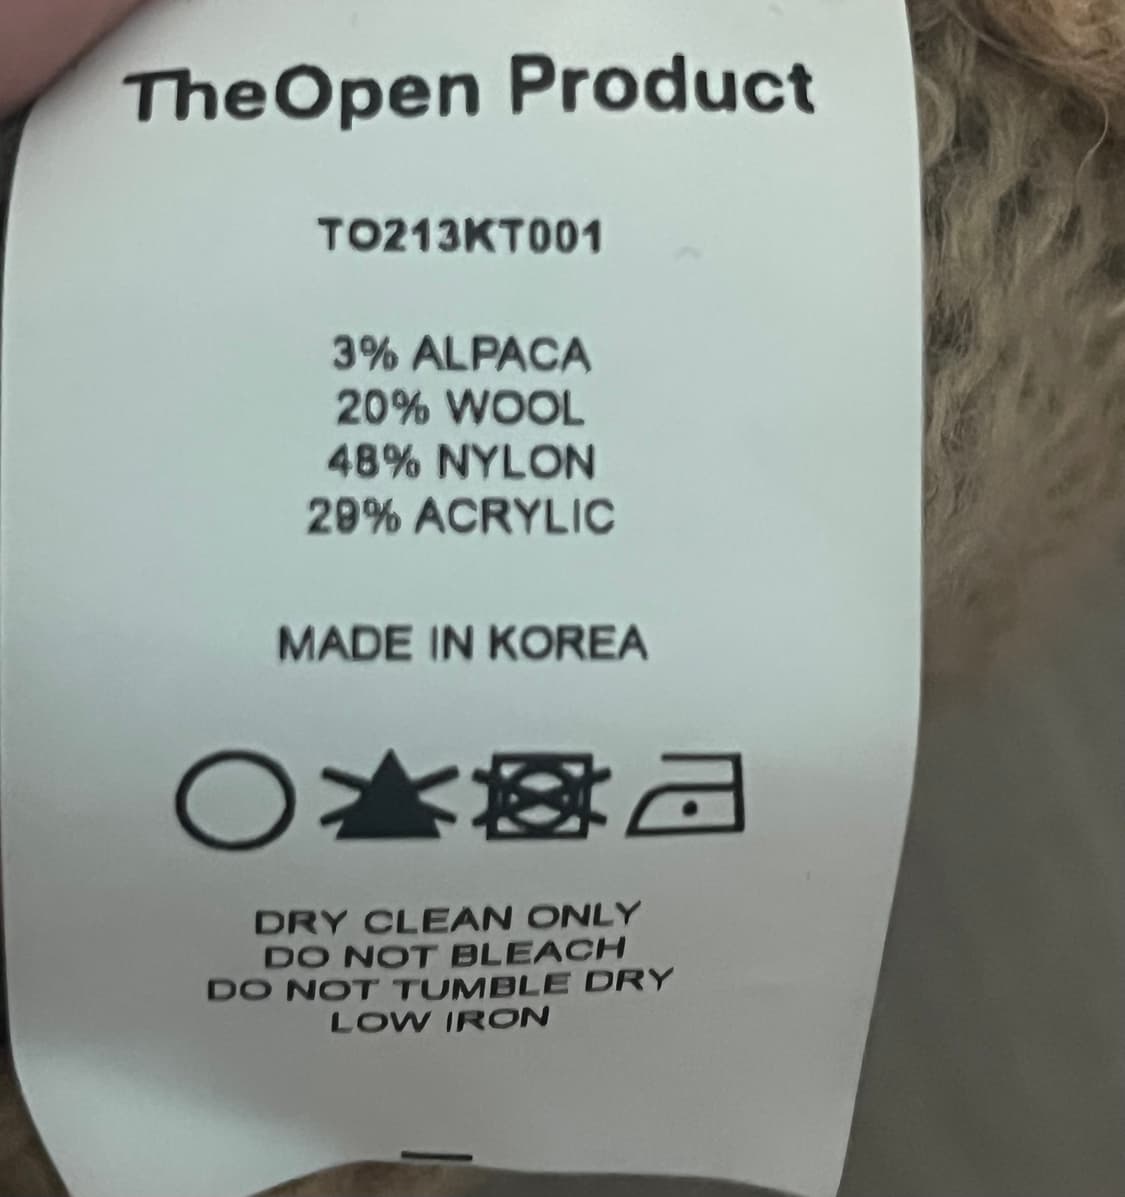 TheOpen Product
TO213KT001
3% ALPACA
20% WOOL
48% NYLON
29% ACRYLIC
MADE IN KOREA
DRY CLEAN ONLY
DO NOT BLEACH
DO NOT TUMBLE DRY
LOW IRON